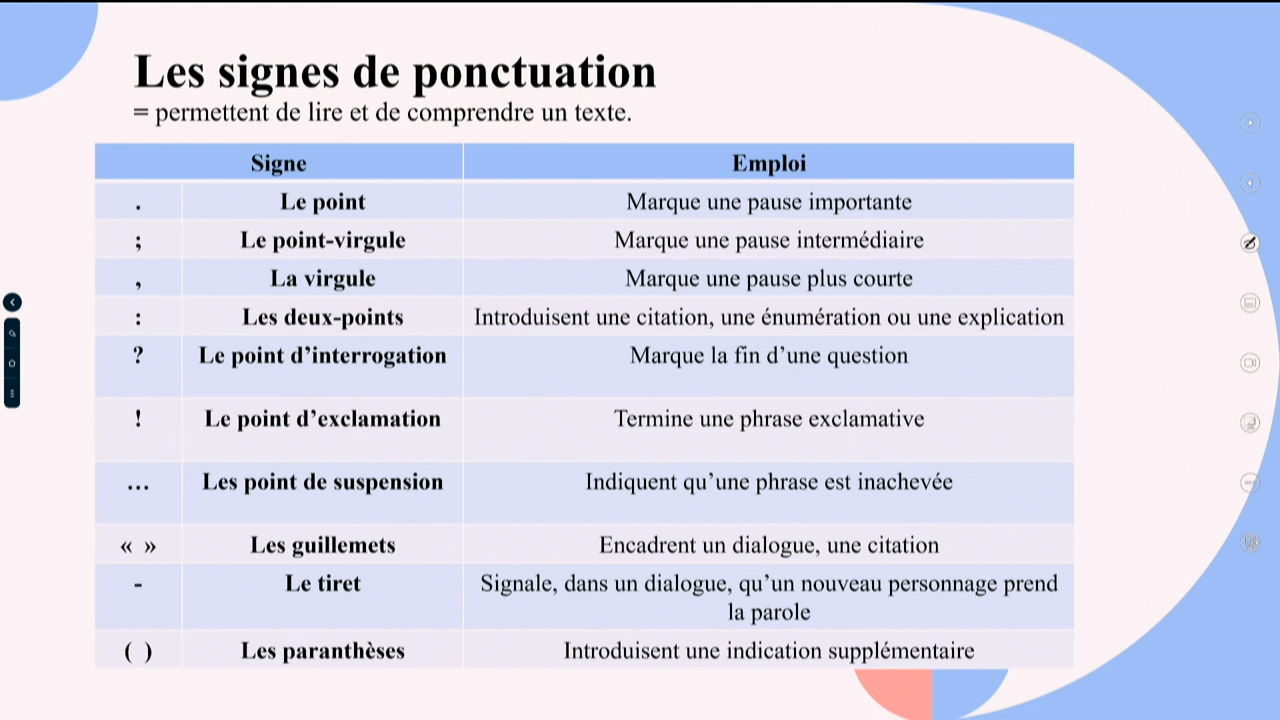 Les signes de ponctuation
= permettent de lire et de comprendre un texte.
Signe Emploi
. Le point Marque une pause importante
; Le point-virgule Marque une pause intermédiaire
, La virgule Marque une pause plus courte
: Les deux-points Introduisent une citation, une énumération ou une explication
? Le point d’interrogation Marque la fin d’une question
! Le point d’exclamation Termine une phrase exclamative
… Les point de suspension Indiquent qu’une phrase est inachevée
« » Les guillemets Encadrent un dialogue, une citation
- Le tiret Signale, dans un dialogue, qu’un nouveau personnage prend
la parole
( ) Les paranthèses Introduisent une indication supplémentaire